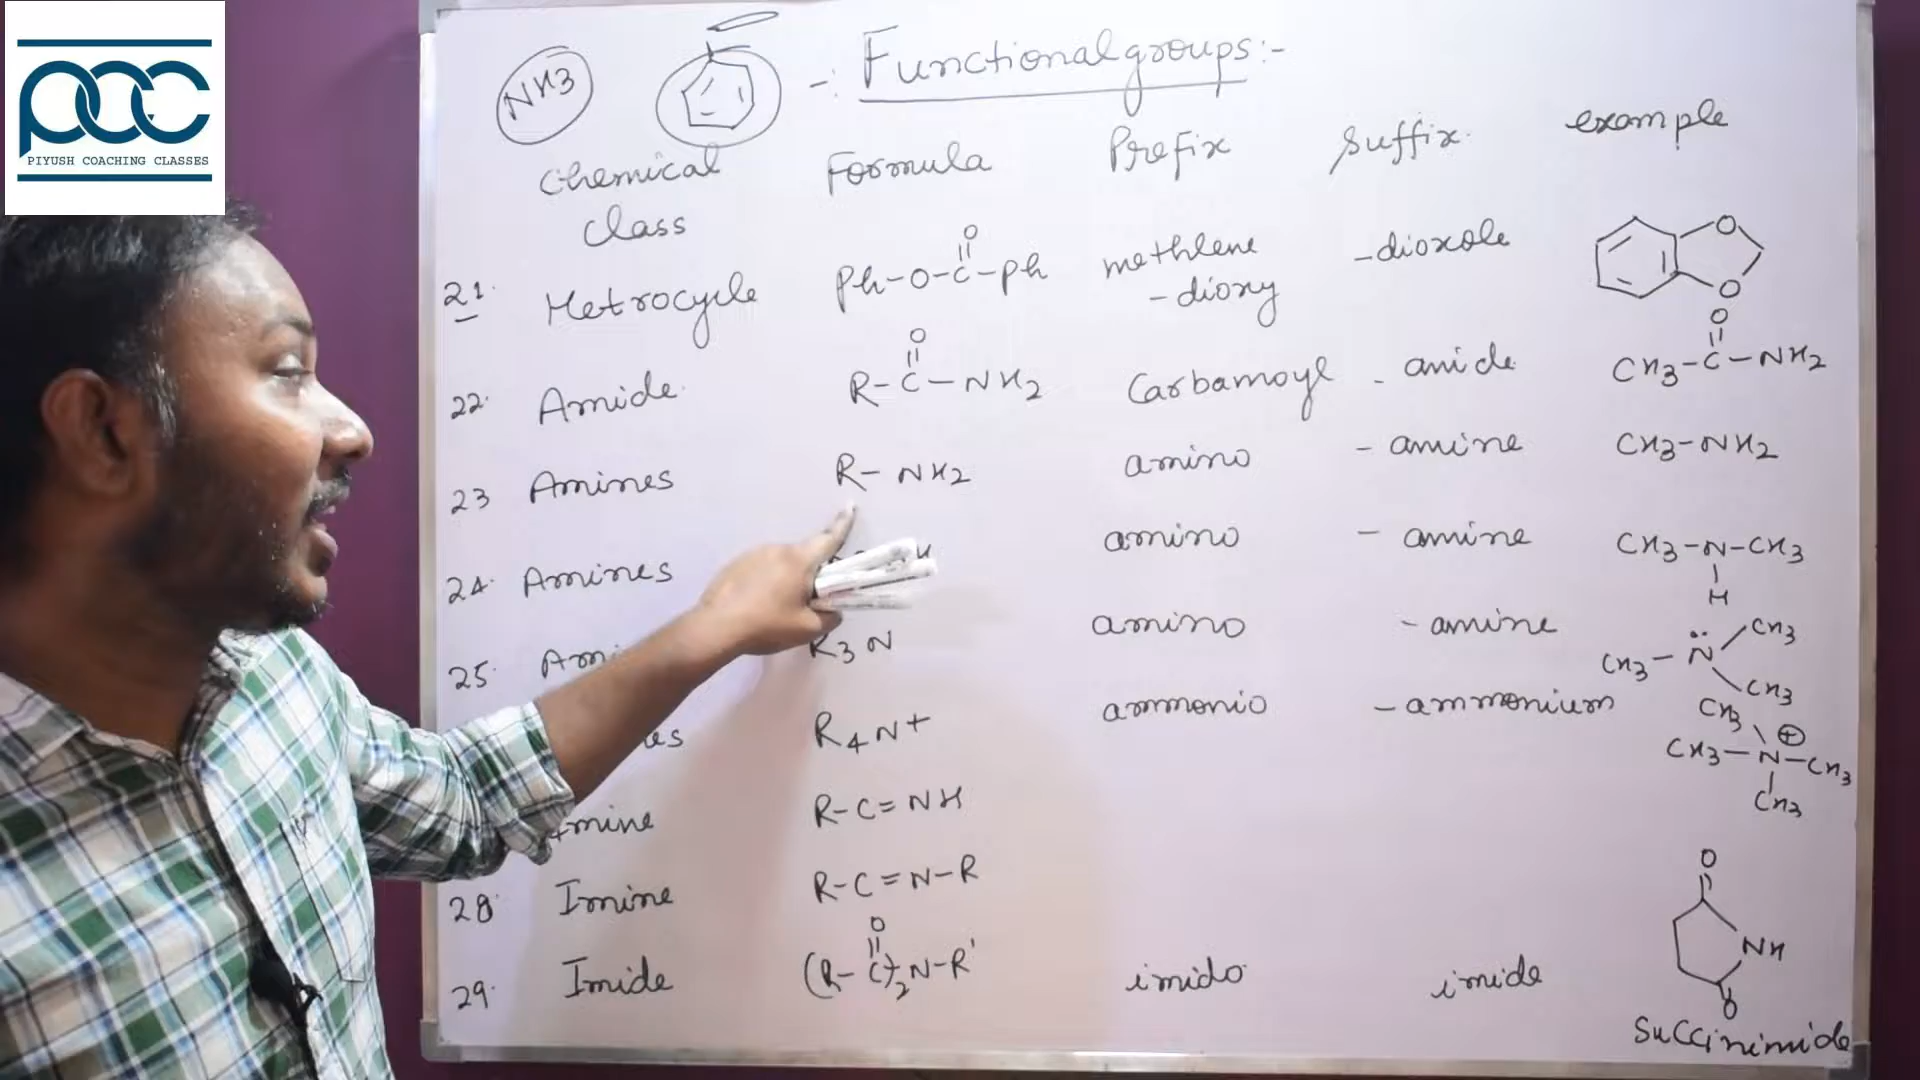 PCC
PIYUSH COACHING CLASSES
NH3
-: Functional groups:-
Chemical class Formula Prefix Suffix example
21. Hetrocycle Ph-O-C-Ph methlene -dioxy -dioxole O O
O
22. Amide R-C-NH2 Carbamoyl - amide CH3-C-NH2
O O
23 Amines R-NH2 amino - amine CH3-NH2
24. Amines amino - amine CH3-N-CH3
H
25. R3N amino - amine CH3-N CH3
CH3
R4N+ ammonio - ammonium CH3
CH3-N-CH3
CH3
R-C=NH
28. Imine R-C=N-R
29. Imide (R-C)2N-R' imido imide O NH O
O
Succinimide